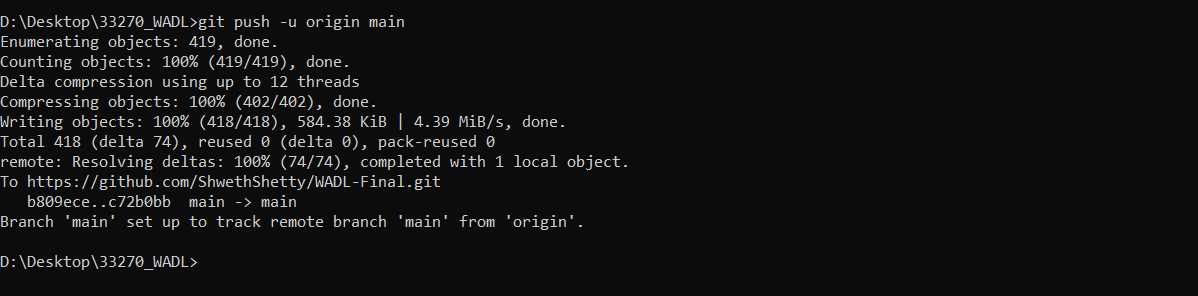 D:\Desktop\33270_WADL>git push -u origin main
Enumerating objects: 419, done.
Counting objects: 100% (419/419), done.
Delta compression using up to 12 threads
Compressing objects: 100% (402/402), done.
Writing objects: 100% (418/418), 584.38 KiB | 4.39 MiB/s, done.
Total 418 (delta 74), reused 0 (delta 0), pack-reused 0
remote: Resolving deltas: 100% (74/74), completed with 1 local object.
To https://github.com/ShwethShetty/WADL-Final.git
   b809ece..c72b0bb  main -> main
Branch 'main' set up to track remote branch 'main' from 'origin'.
D:\Desktop\33270_WADL>